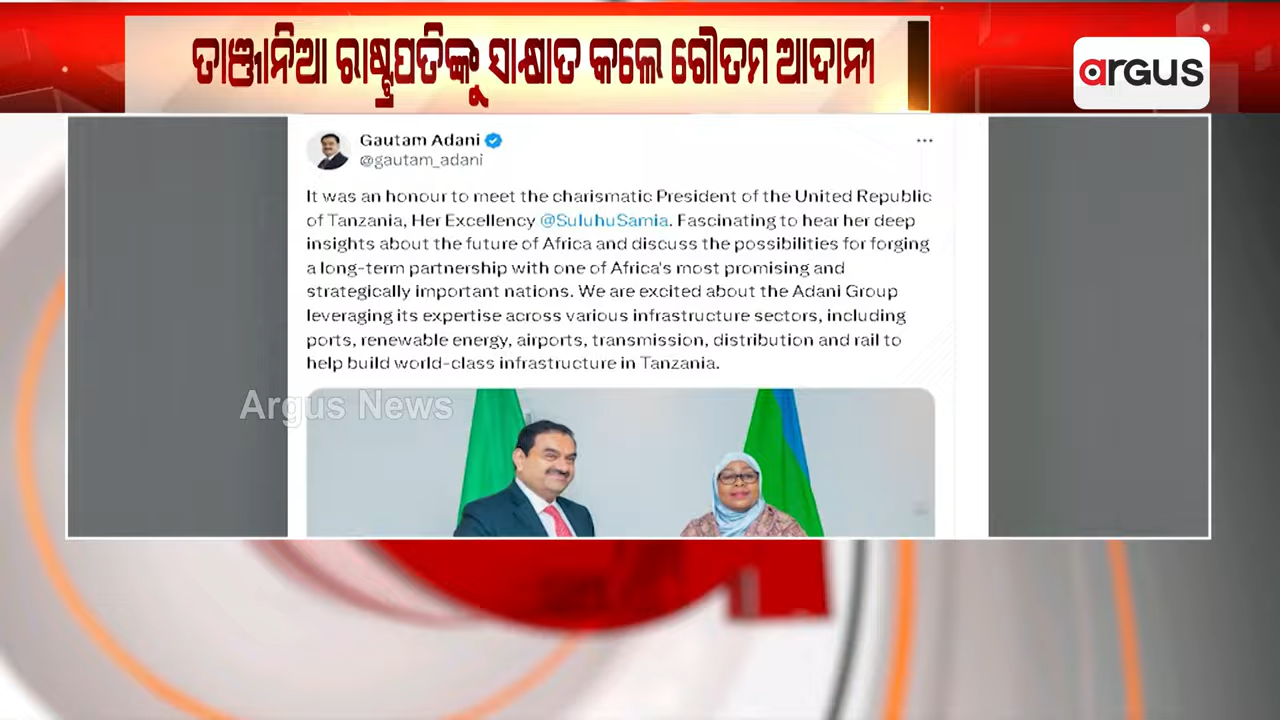 ତାଞ୍ଜାନିଆ ରାଷ୍ଟ୍ରପତିଙ୍କୁ ସାକ୍ଷାତ କଲେ ଗୌତମ ଆଦାନୀ
argus
Gautam Adani
@gautam_adani
It was an honour to meet the charismatic President of the United Republic
of Tanzania, Her Excellency @SuluhuSamia. Fascinating to hear her deep
insights about the future of Africa and discuss the possibilities for forging
a long-term partnership with one of Africa's most promising and
strategically important nations. We are excited about the Adani Group
leveraging its expertise across various infrastructure sectors, including
ports, renewable energy, airports, transmission, distribution and rail to
help build world-class infrastructure in Tanzania.
Argus News